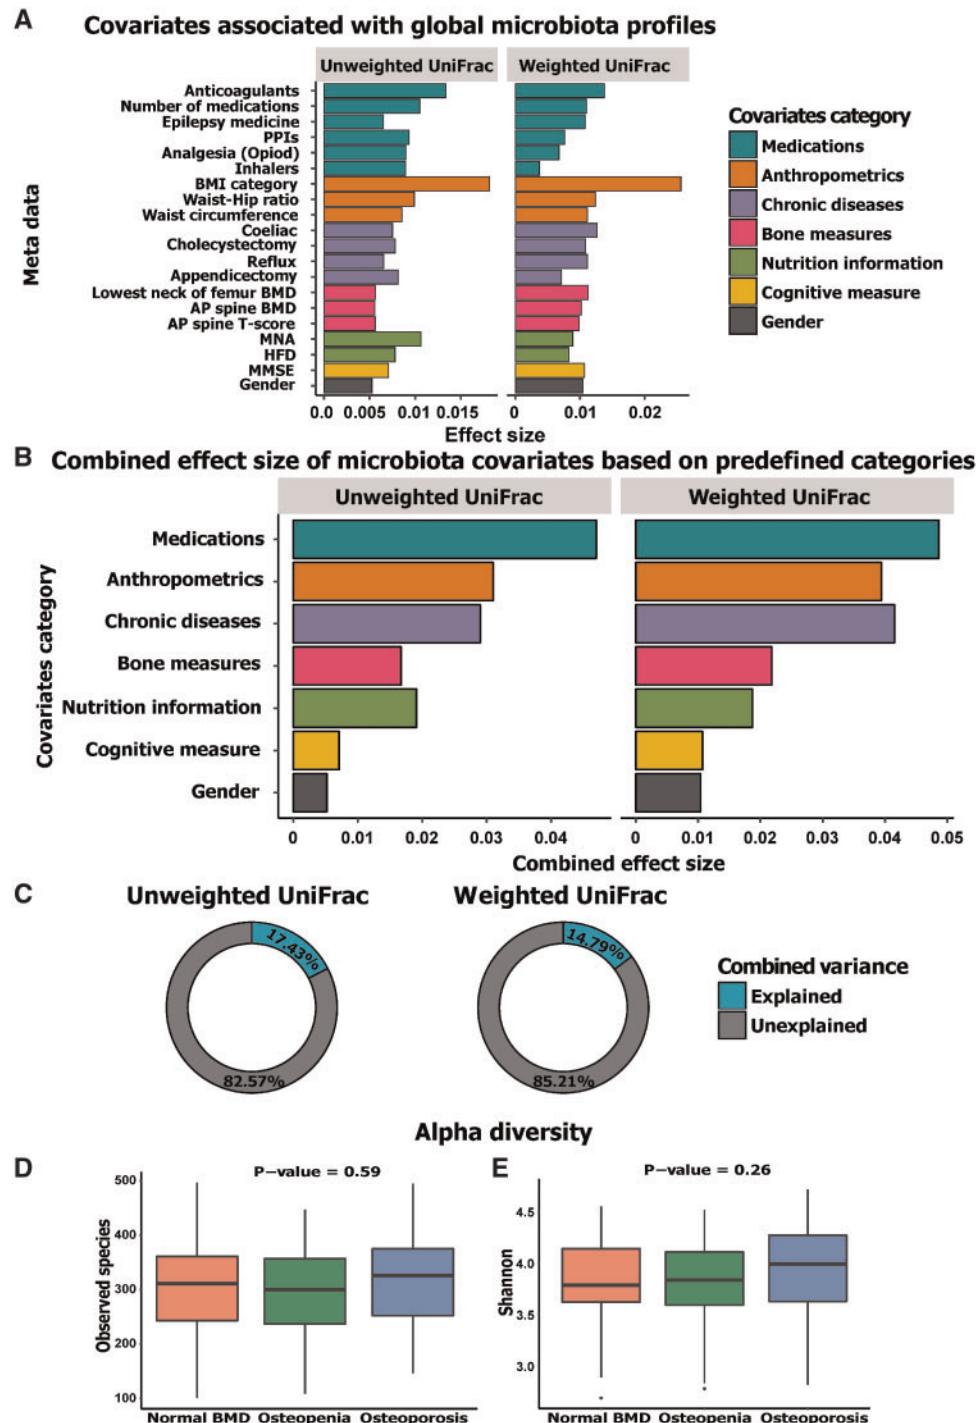 A
Covariates associated with global microbiota profiles
Unweighted UniFrac
Weighted UniFrac
Meta data
Anticoagulants
Number of medications
Epilepsy medicine
PPIs
Analgesia (Opiod)
Inhalers
BMI category
Waist-Hip ratio
Waist circumference
Coeliac
Cholecystectomy
Reflux
Appendicectomy
Lowest neck of femur BMD
AP spine BMD
AP spine T-score
MNA
HFD
MMSE
Gender
0.0 0.005 0.01 0.015
0 0.01 0.02
Effect size
Covariates category
Medications
Anthropometrics
Chronic diseases
Bone measures
Nutrition information
Cognitive measure
Gender
B
Combined effect size of microbiota covariates based on predefined categories
Unweighted UniFrac
Weighted UniFrac
Covariates category
Medications
Anthropometrics
Chronic diseases
Bone measures
Nutrition information
Cognitive measure
Gender
0 0.01 0.02 0.03 0.04
0 0.01 0.02 0.03 0.04 0.05
Combined effect size
C
Unweighted UniFrac
Weighted UniFrac
17.43%
82.57%
14.79%
85.21%
Combined variance
Explained
Unexplained
Alpha diversity
D
P-value = 0.59
Observed species
500
400
300
200
100
Normal BMD Osteopenia Osteoporosis
E
P-value = 0.26
Shannon
4.5
4.0
3.5
3.0
Normal BMD Osteopenia Osteoporosis